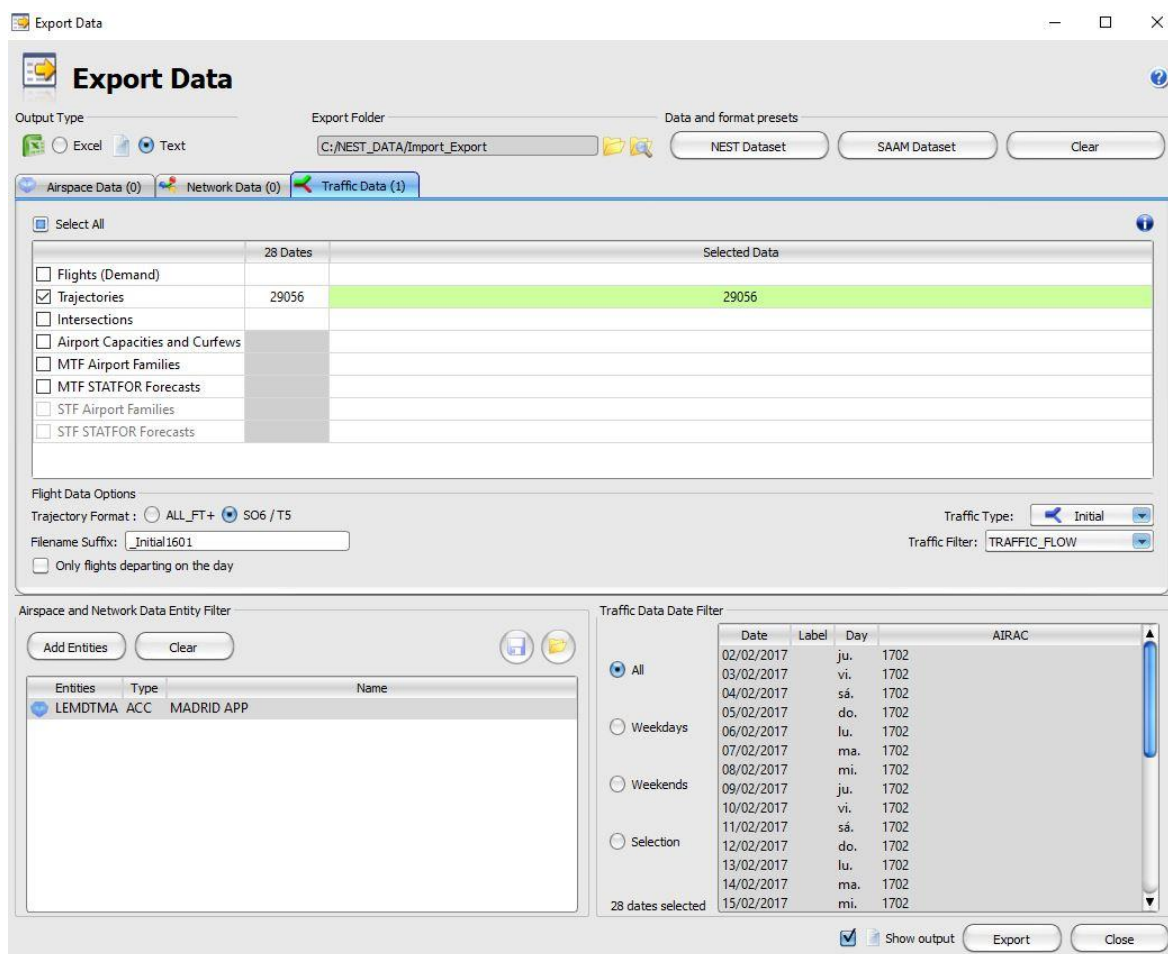 Export Data
Export Data
Output Type Export Folder Data and format presets
Excel Text C:/NEST_DATA/Import_Export NEST Dataset SAAM Dataset Clear
Airspace Data (0) Network Data (0) Traffic Data (1)
Select All
28 Dates Selected Data
Flights (Demand)
Trajectories 29056 29056
Intersections
Airport Capacities and Curfews
MTF Airport Families
MTF STATFOR Forecasts
STF Airport Families
STF STATFOR Forecasts
Flight Data Options
Trajectory Format : ALL_FT+ SO6 / T5 Traffic Type: Initial
Filename Suffix: _Initial1601 Traffic Filter: TRAFFIC_FLOW
Only flights departing on the day
Airspace and Network Data Entity Filter
Add Entities Clear
Entities Type Name
LEMDTMA ACC MADRID APP
Traffic Data Date Filter
All
Weekdays
Weekends
Selection
28 dates selected
Date Label Day AIRAC
02/02/2017 ju. 1702
03/02/2017 vi. 1702
04/02/2017 sá. 1702
05/02/2017 do. 1702
06/02/2017 lu. 1702
07/02/2017 ma. 1702
08/02/2017 mi. 1702
09/02/2017 ju. 1702
10/02/2017 vi. 1702
11/02/2017 sá. 1702
12/02/2017 do. 1702
13/02/2017 lu. 1702
14/02/2017 ma. 1702
15/02/2017 mi. 1702
Show output Export Close